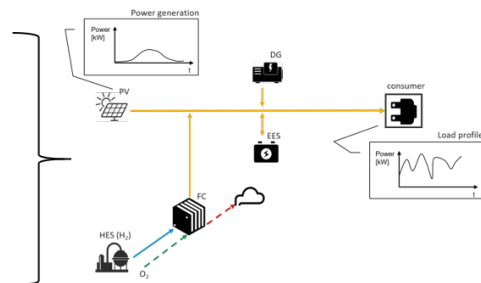 Power generation
Power
[kW]
t
PV
DG
consumer
EES
Load profile
Power
[kW]
t
FC
HES (H₂)
O₂